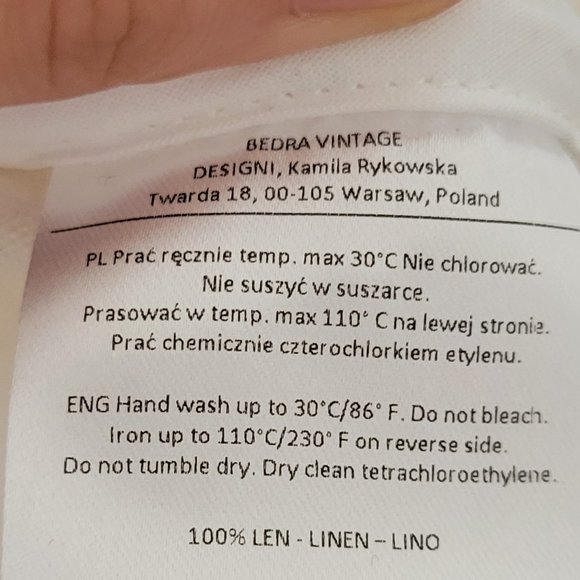 BEDRA VINTAGE
DESIGNI, Kamila Rykowska
Twarda 18, 00-105 Warsaw, Poland
PL Prać ręcznie temp. max 30°C Nie chlorować.
Nie suszyć w suszarce.
Prasować w temp. max 110° C na lewej stronie.
Prać chemicznie czterochlorkiem etylenu.
ENG Hand wash up to 30°C/86° F. Do not bleach.
Iron up to 110°C/230° F on reverse side.
Do not tumble dry. Dry clean tetrachloroethylene.
100% LEN - LINEN – LINO